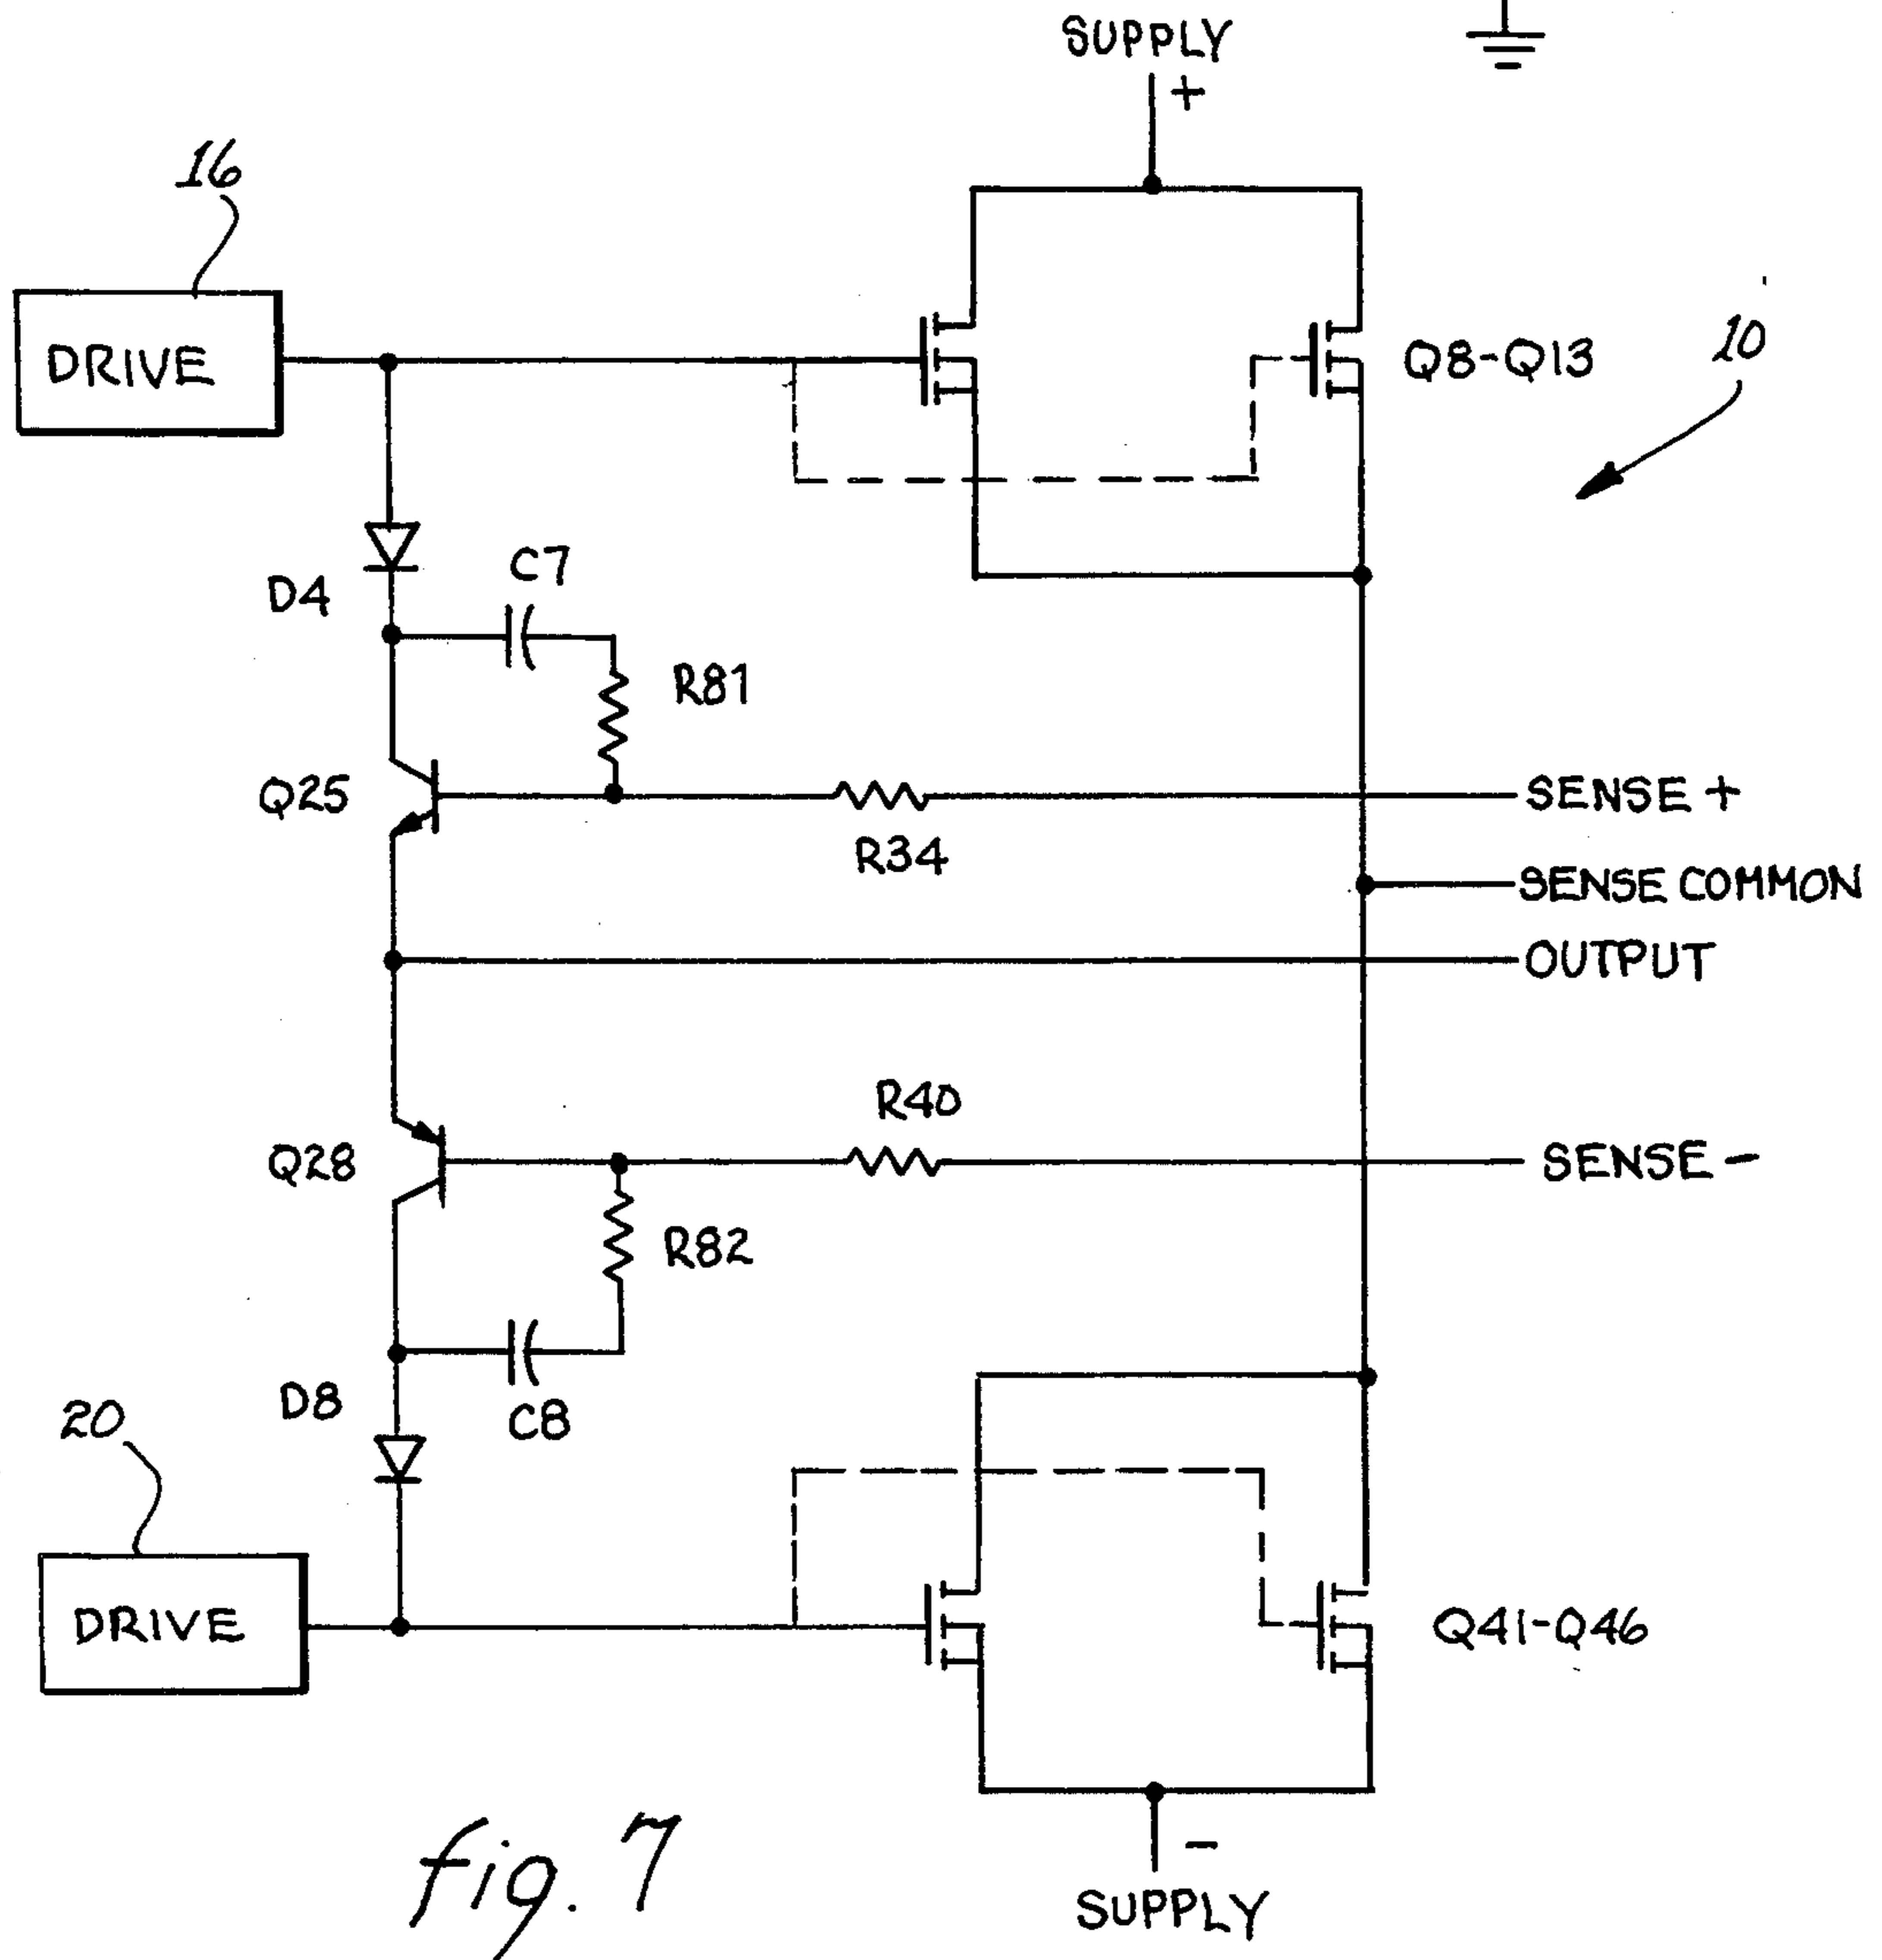 SUPPLY
+
16
DRIVE
Q8-Q13
10
D4
C7
R81
Q25
SENSE +
R34
SENSE COMMON
OUTPUT
R40
Q28
SENSE -
R82
D8
C8
20
DRIVE
Q41-Q46
-
SUPPLY
fig. 7